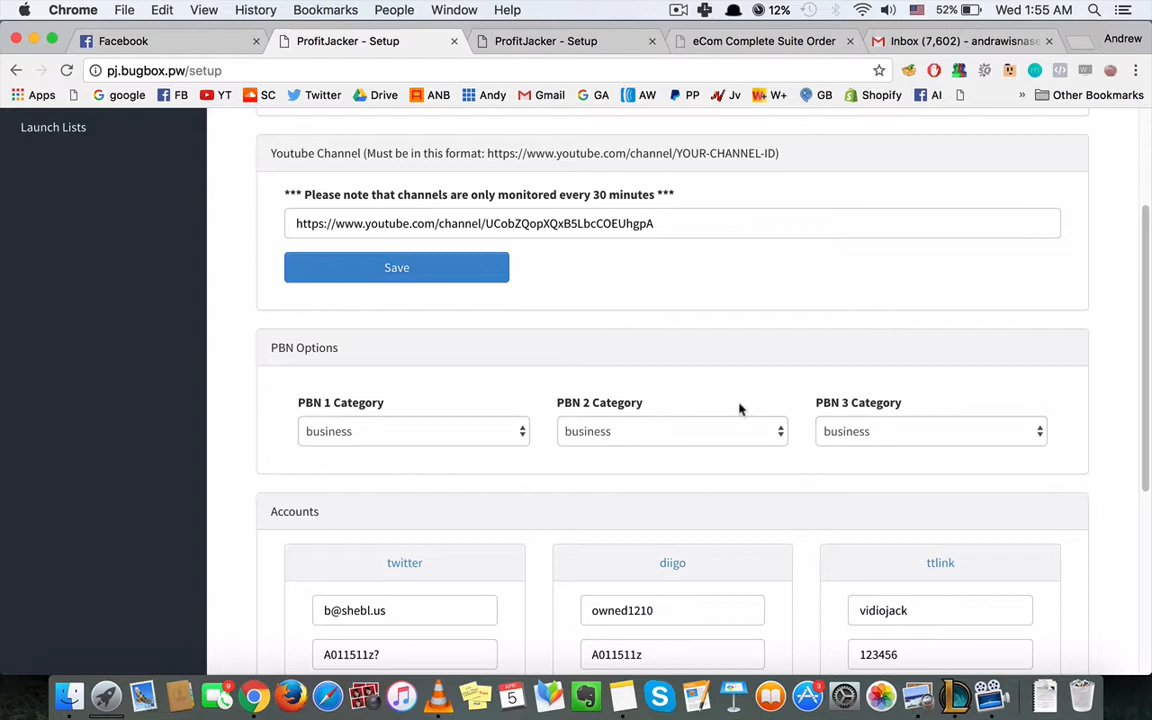 Chrome File Edit View History Bookmarks People Window Help 12% 52% Wed 1:55 AM
Facebook ProfitJacker - Setup ProfitJacker - Setup eCom Complete Suite Order Inbox (7,602) - andrawisnase Andrew
pj.bugbox.pw/setup
Apps google FB YT SC Twitter Drive ANB Andy Gmail GA AW PP Jv W+ GB Shopify AI » Other Bookmarks
Launch Lists
Youtube Channel (Must be in this format: https://www.youtube.com/channel/YOUR-CHANNEL-ID)
*** Please note that channels are only monitored every 30 minutes ***
https://www.youtube.com/channel/UCobZQopXQxB5LbcCOEUhgpA
Save
PBN Options
PBN 1 Category PBN 2 Category PBN 3 Category
business business business
Accounts
twitter diigo ttlink
b@shebl.us owned1210 vidiojack
A011511z? A011511z 123456